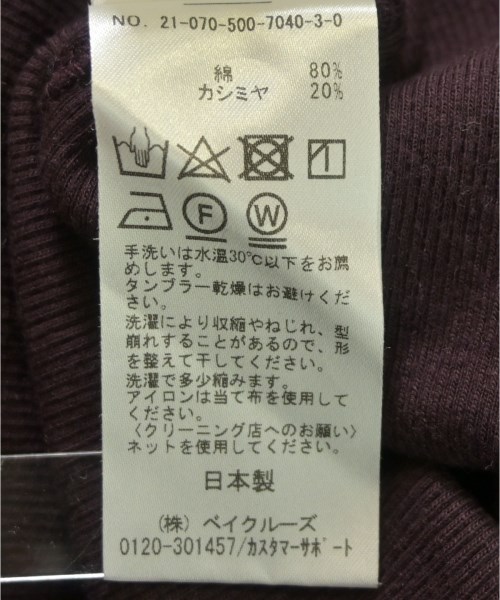 NO. 21-070-500-7040-3-0
綿 80%
カシミヤ 20%
F W
手洗いは水温30℃以下をお薦
めします。
タンブラー乾燥はお避けくだ
さい。
洗濯により収縮やねじれ、型
崩れすることがあるので、形
を整えて干してください。
洗濯で多少縮みます。
アイロンは当て布を使用して
ください。
〈クリーニング店へのお願い〉
ネットを使用してください。
日本製
(株) ベイクルーズ
0120-301457/カスタマーサポート